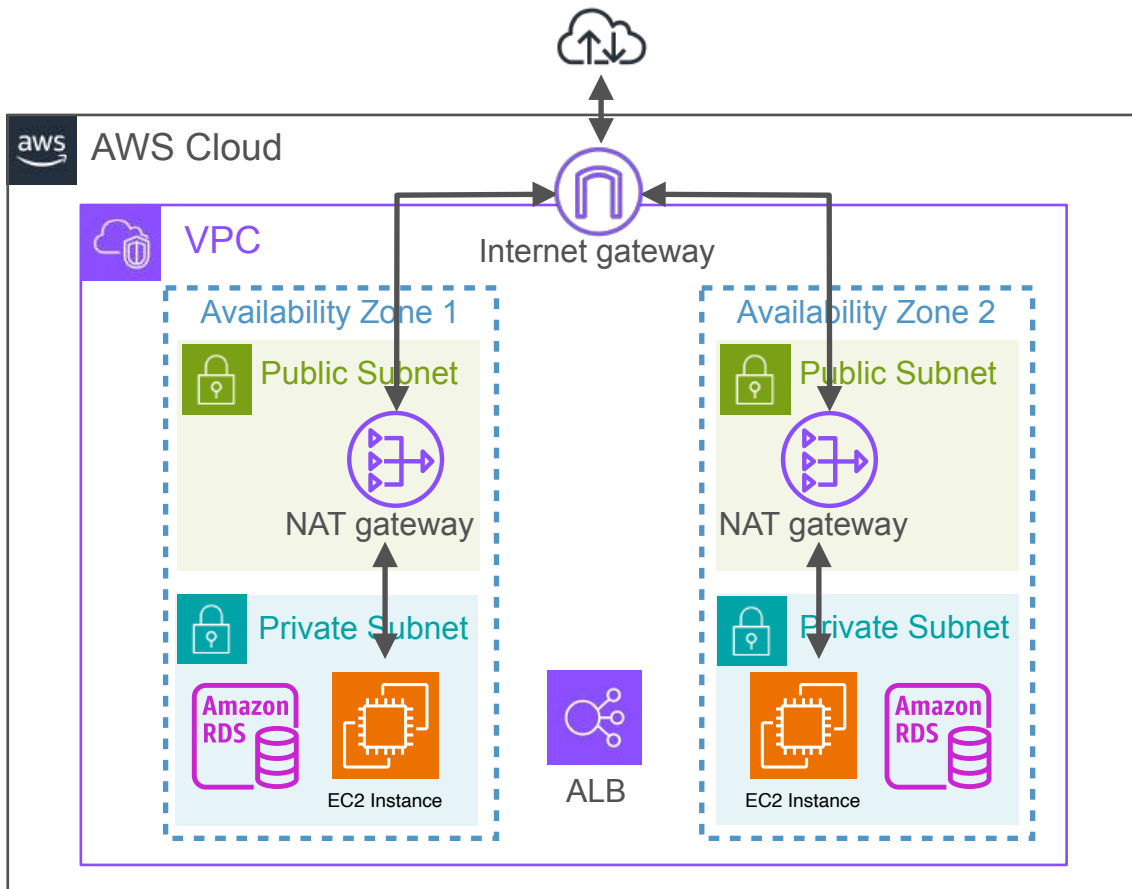 aws
AWS Cloud
VPC
Internet gateway
Availability Zone 1
Public Subnet
NAT gateway
Private Subnet
Amazon
RDS
EC2 Instance
ALB
Availability Zone 2
Public Subnet
NAT gateway
Private Subnet
EC2 Instance
Amazon
RDS